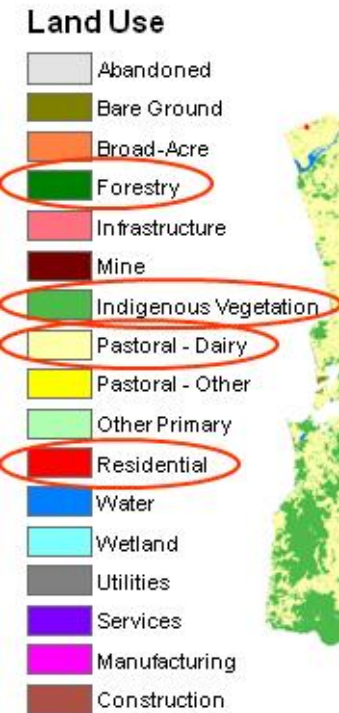 Land Use
Abandoned
Bare Ground
Broad-Acre
Forestry
Infrastructure
Mine
Indigenous Vegetation
Pastoral - Dairy
Pastoral - Other
Other Primary
Residential
Water
Wetland
Utilities
Services
Manufacturing
Construction